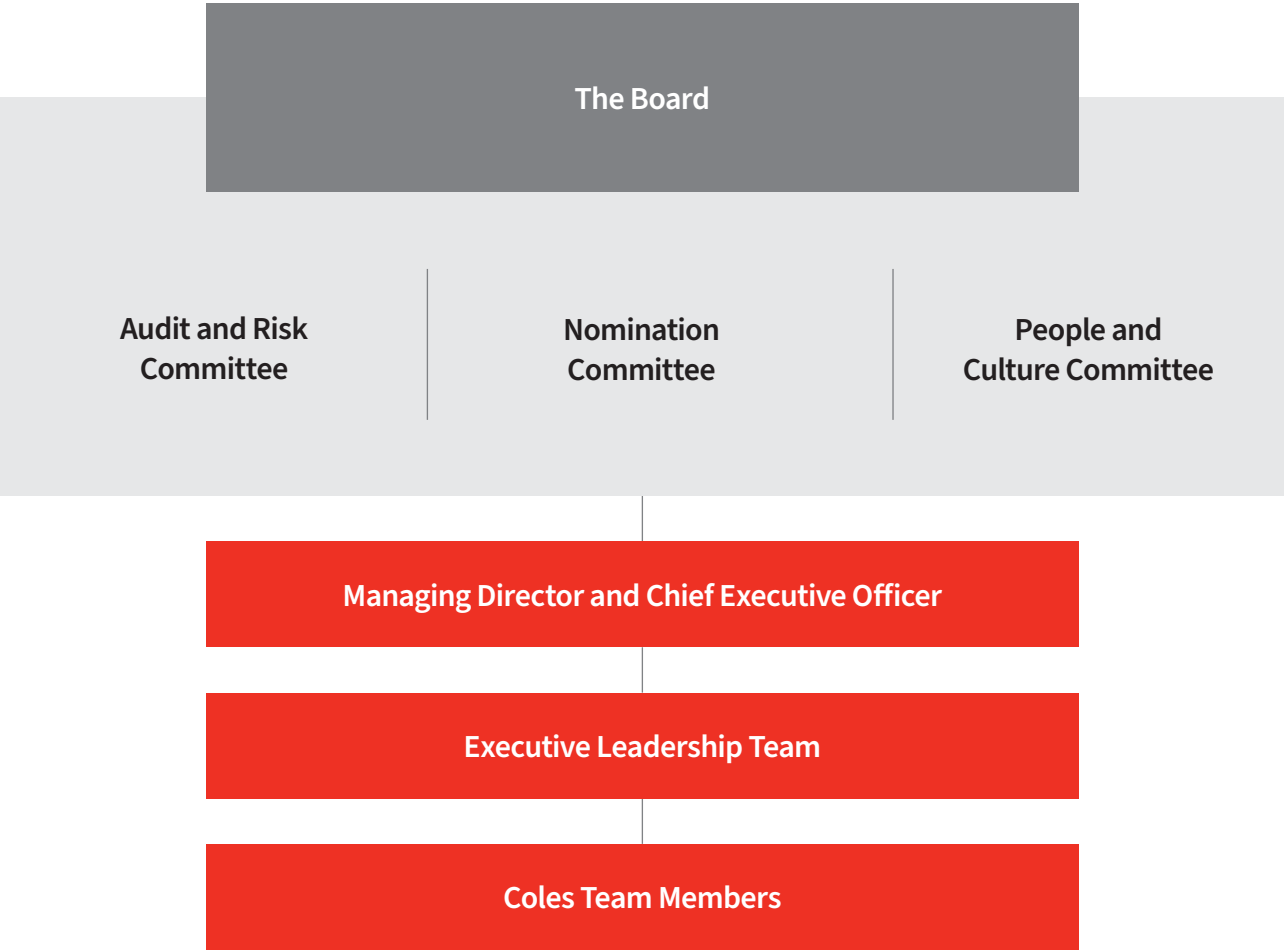 The Board
Audit and Risk
Committee
Nomination
Committee
People and
Culture Committee
Managing Director and Chief Executive Officer
Executive Leadership Team
Coles Team Members